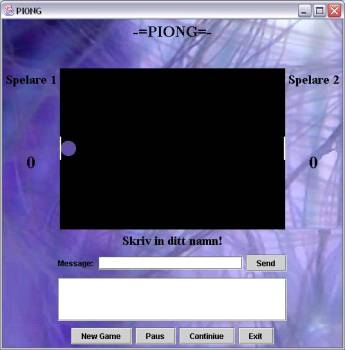 PIONG
-=PIONG=-
Spelare 1
Spelare 2
0
0
Skriv in ditt namn!
Message:
Send
New Game
Paus
Continiue
Exit